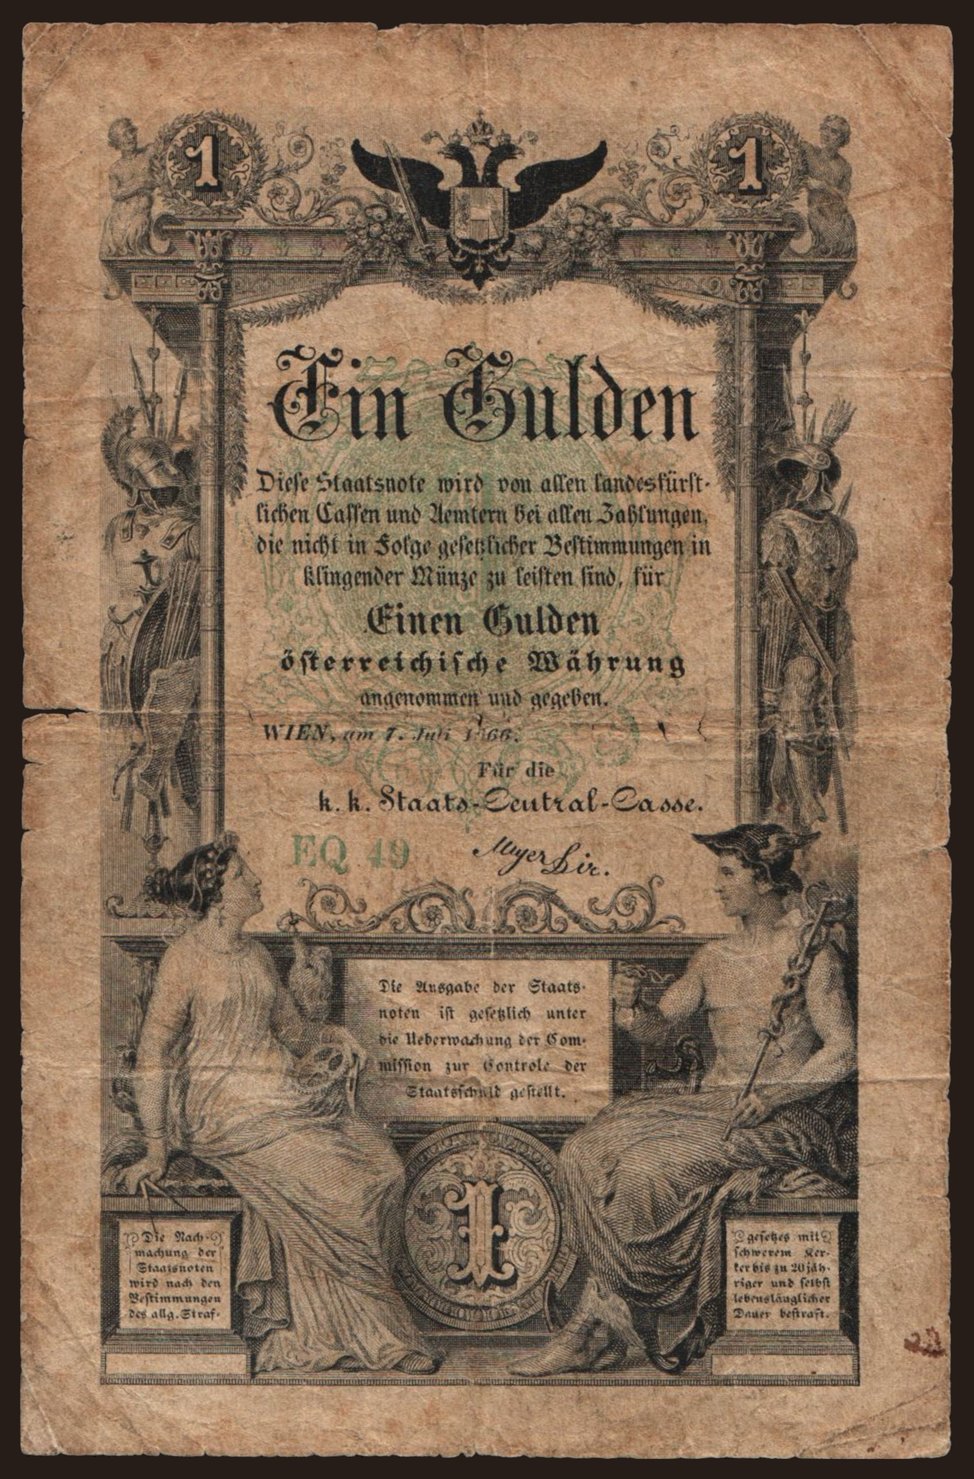 1 1
Ein Gulden
Diese Staatsnote wird von allen landesfürst-
lichen Cassen und Aemtern bei allen Zahlungen,
die nicht in Folge gesetzlicher Bestimmungen in
klingender Münze zu leisten sind, für
Einen Gulden
österreichische Währung
angenommen und gegeben.
WIEN, am 7. Juli 1866.
Für die
k. k. Staats-Central-Casse.
EQ 49
Die Ausgabe der Staats-
noten ist gesetzlich unter
die Ueberwachung der Com-
mission zur Controle der
Staatsschuld gestellt.
1
Die Nach-
machung der
Staatsnoten
wird nach den
Bestimmungen
des allg. Straf-
gesetzes mit
schwerem Ker-
ker bis zu 20 jäh-
riger und selbst
lebenslänglicher
Dauer bestraft.